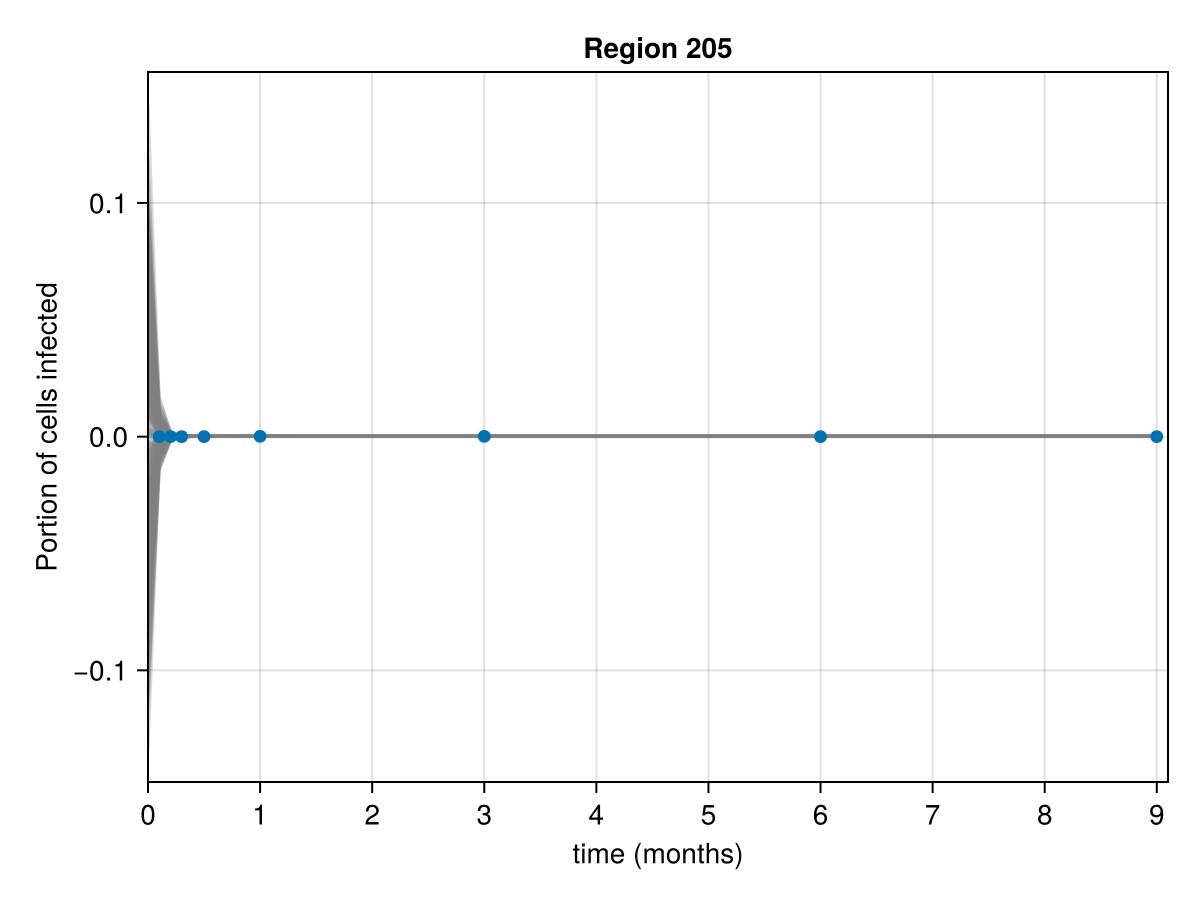 Region 205
Portion of cells infected
0.1
0.0
−0.1
0 1 2 3 4 5 6 7 8 9
time (months)